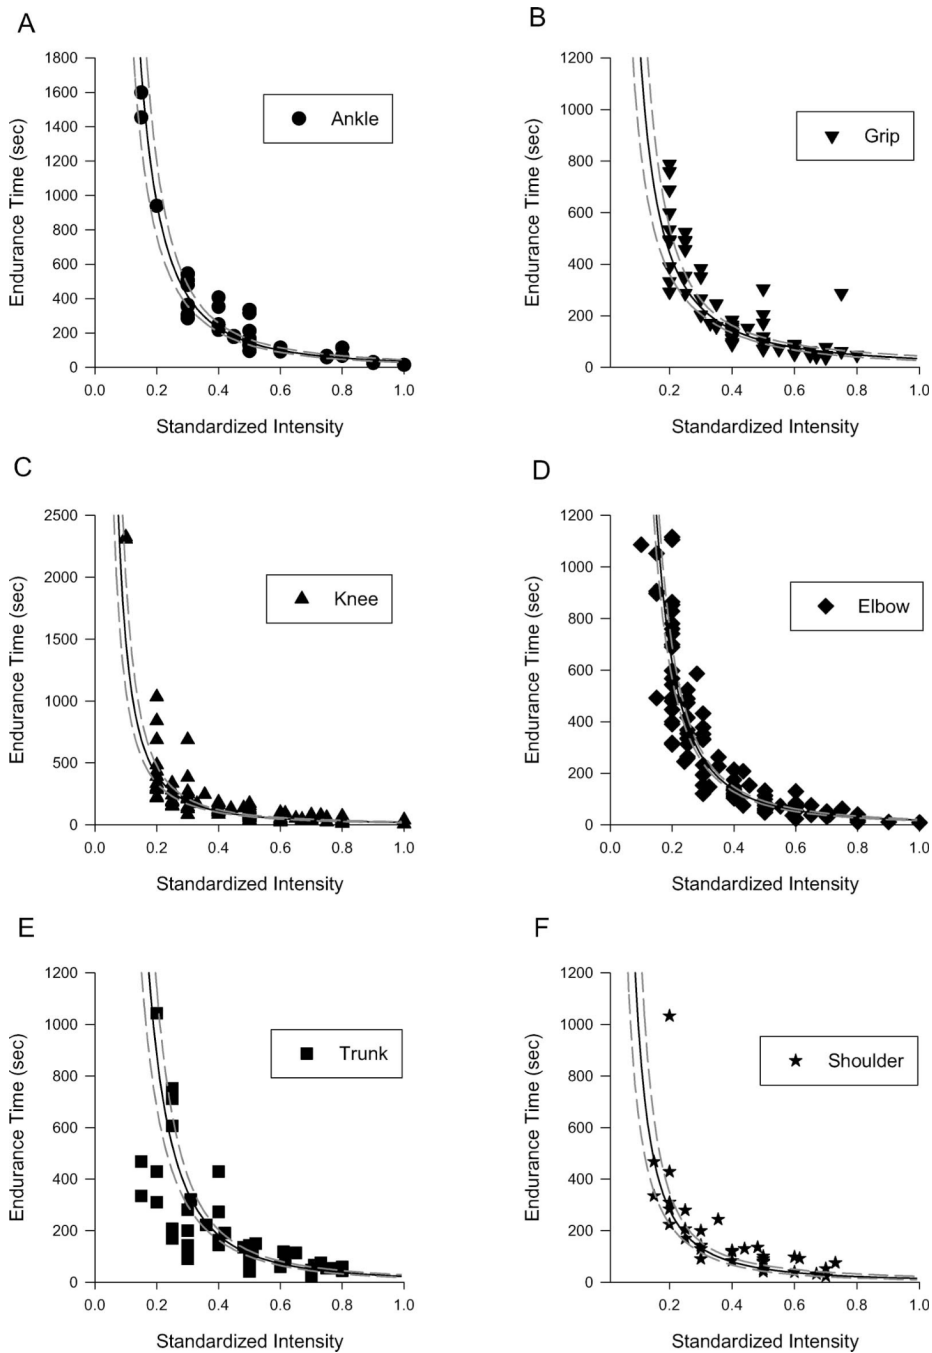 A
1800
1600
1400
1200
1000
800
600
400
200
0
0.0 0.2 0.4 0.6 0.8 1.0
Endurance Time (sec)
Standardized Intensity
Ankle
B
1200
1000
800
600
400
200
0
0.2 0.4 0.6 0.8 1.0
Endurance Time (sec)
Standardized Intensity
Grip
C
2500
2000
1500
1000
500
0
0.0 0.2 0.4 0.6 0.8 1.0
Endurance Time (sec)
Standardized Intensity
Knee
D
1200
1000
800
600
400
200
0
0.0 0.2 0.4 0.6 0.8 1.0
Endurance Time (sec)
Standardized Intensity
Elbow
E
1200
1000
800
600
400
200
0
0.0 0.2 0.4 0.6 0.8 1.0
Endurance Time (sec)
Standardized Intensity
Trunk
F
1200
1000
800
600
400
200
0
0.2 0.4 0.6 0.8 1.0
Endurance Time (sec)
Standardized Intensity
Shoulder